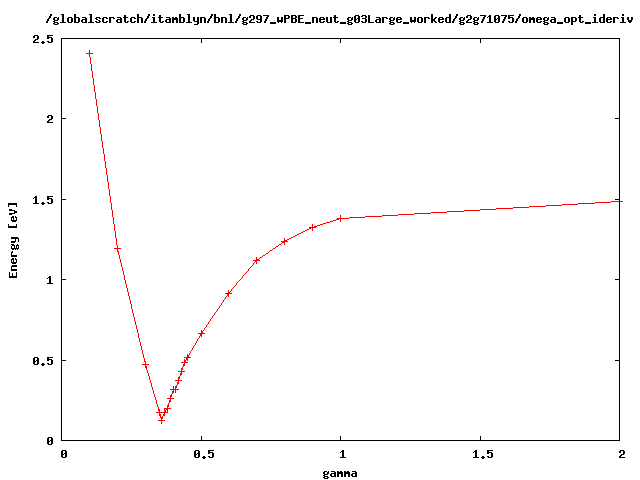 /globalscratch/itamblyn/bnl/g297_wPBE_neut_g03Large_worked/g2g71075/omega_opt_ideriv
2.5
2
1.5
1
0.5
0
Energy [eV]
0 0.5 1 1.5 2
gamma